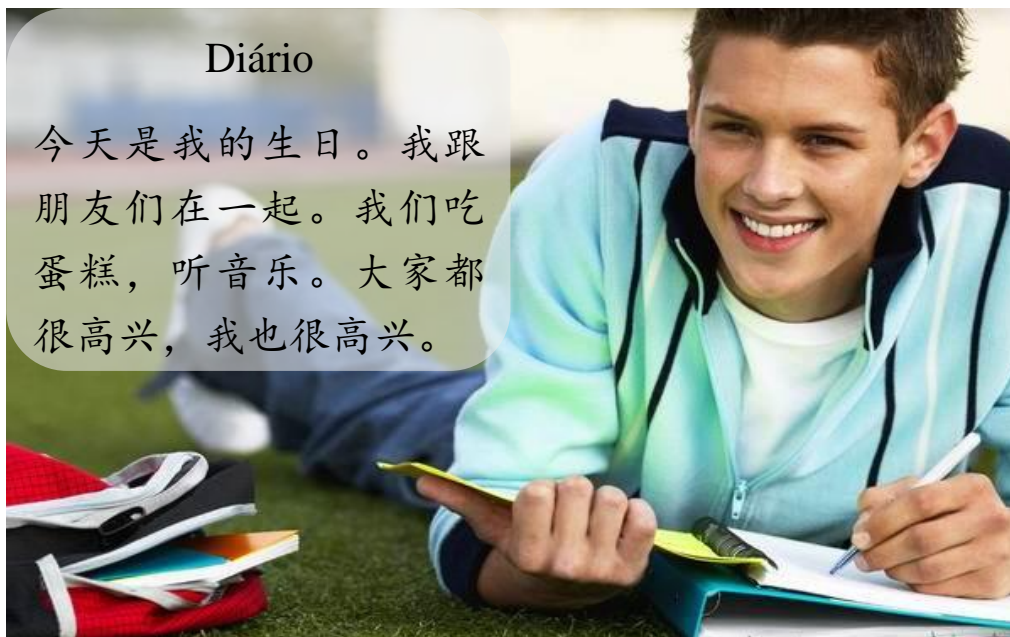 Diário
今天是我的生日。我跟
朋友们在一起。我们吃
蛋糕，听音乐。大家都
很高兴，我也很高兴。